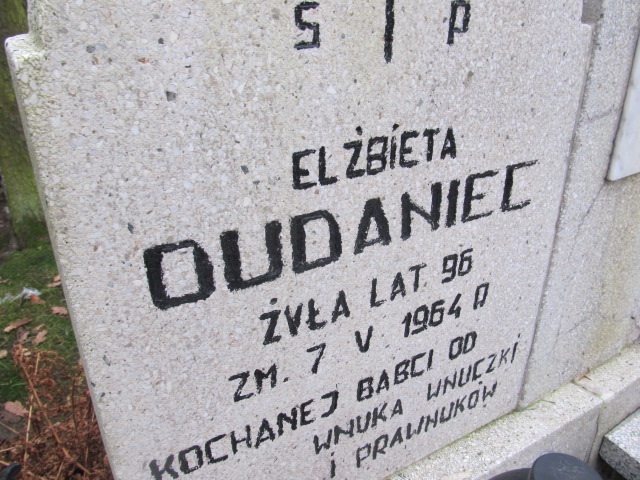 Ś P
ELŻBIETA
DUDANIEC
ŻYŁA LAT 96
ZM. 7 V. 1964 R
KOCHANEJ BABCI OD
WNUKA WNUCZKI
I PRAWNUKÓW